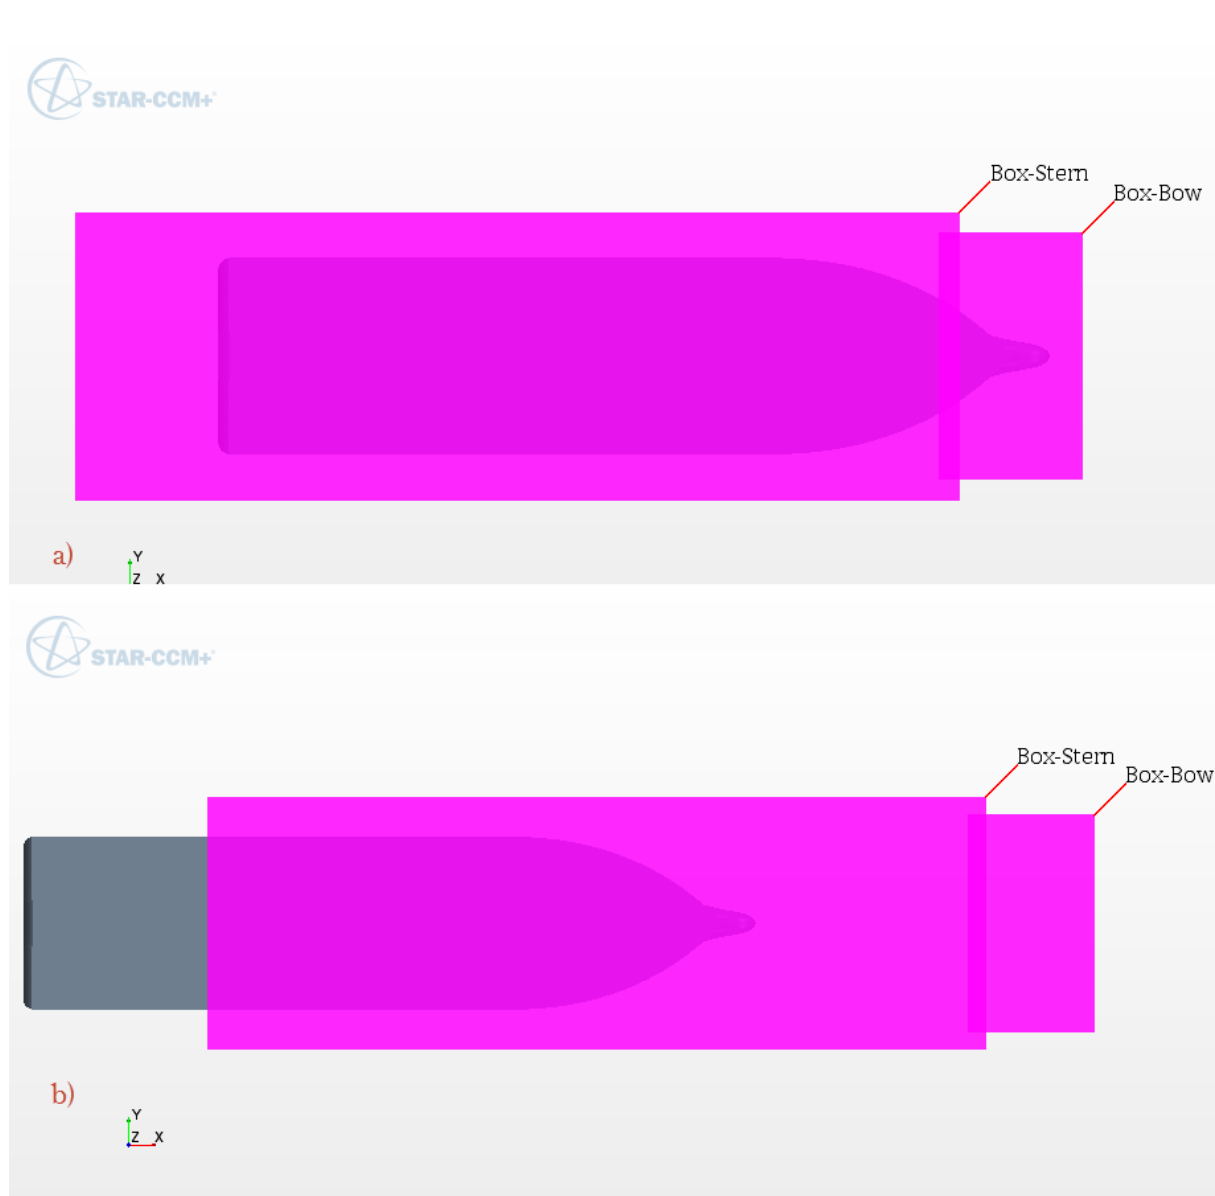 STAR-CCM+
Box-Stern
Box-Bow
a)
Y
Z X
STAR-CCM+
Box-Stern
Box-Bow
b)
Y
Z X